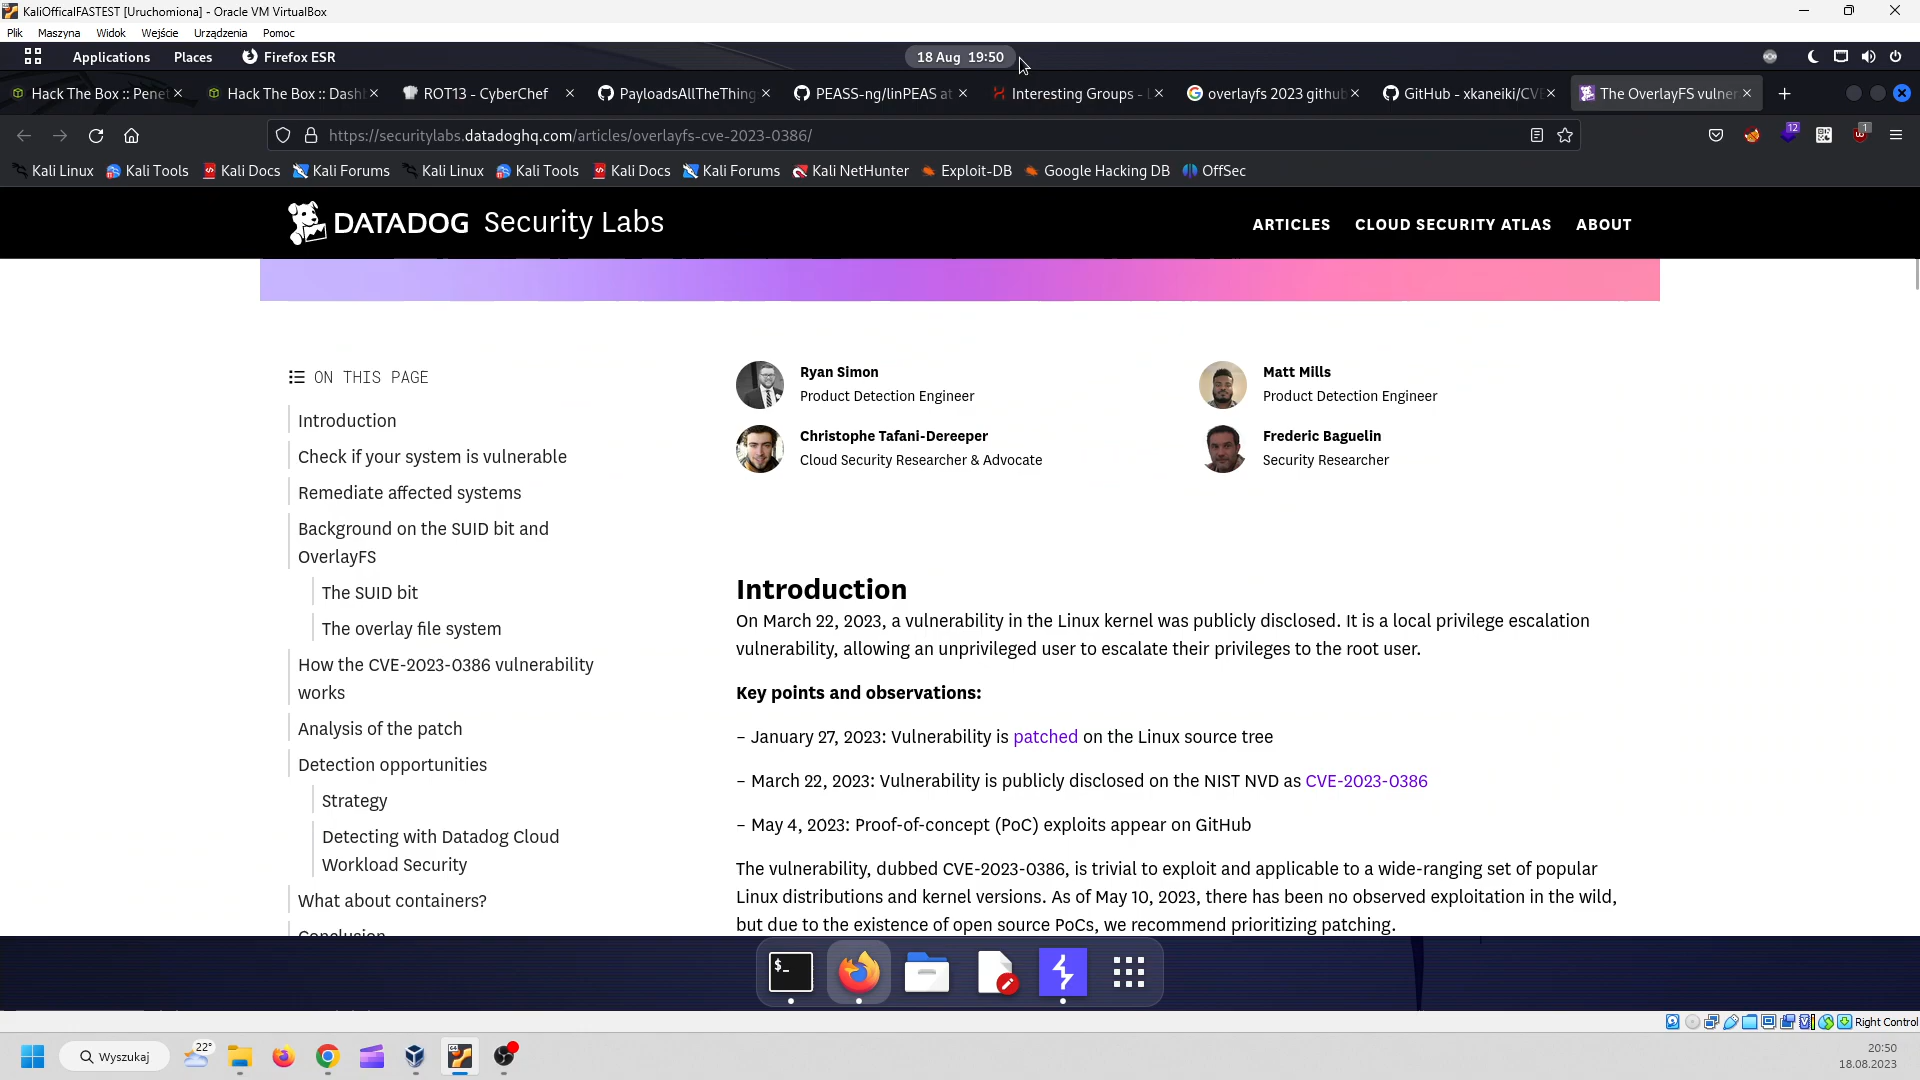 KaliOfficalFASTEST [Uruchomiona] - Oracle VM VirtualBox
Plik Maszyna Widok Wejście Urządzenia Pomoc
Applications Places Firefox ESR 18 Aug 19:50
Hack The Box :: Penet Hack The Box :: Dash ROT13 - CyberChef PayloadsAllTheThing PEASS-ng/linPEAS at Interesting Groups - overlayfs 2023 github GitHub - xkaneiki/CV The OverlayFS vulner
https://securitylabs.datadoghq.com/articles/overlayfs-cve-2023-0386/ 12 1
Kali Linux Kali Tools Kali Docs Kali Forums Kali Linux Kali Tools Kali Docs Kali Forums Kali NetHunter Exploit-DB Google Hacking DB OffSec
DATADOG Security Labs ARTICLES CLOUD SECURITY ATLAS ABOUT
ON THIS PAGE
Introduction
Check if your system is vulnerable
Remediate affected systems
Background on the SUID bit and
OverlayFS
The SUID bit
The overlay file system
How the CVE-2023-0386 vulnerability
works
Analysis of the patch
Detection opportunities
Strategy
Detecting with Datadog Cloud
Workload Security
What about containers?
Conclusion
Ryan Simon
Product Detection Engineer
Matt Mills
Product Detection Engineer
Christophe Tafani-Dereeper
Cloud Security Researcher & Advocate
Frederic Baguelin
Security Researcher
Introduction
On March 22, 2023, a vulnerability in the Linux kernel was publicly disclosed. It is a local privilege escalation
vulnerability, allowing an unprivileged user to escalate their privileges to the root user.
Key points and observations:
– January 27, 2023: Vulnerability is patched on the Linux source tree
– March 22, 2023: Vulnerability is publicly disclosed on the NIST NVD as CVE-2023-0386
– May 4, 2023: Proof-of-concept (PoC) exploits appear on GitHub
The vulnerability, dubbed CVE-2023-0386, is trivial to exploit and applicable to a wide-ranging set of popular
Linux distributions and kernel versions. As of May 10, 2023, there has been no observed exploitation in the wild,
but due to the existence of open source PoCs, we recommend prioritizing patching.
$_
Right Control
22° Wyszukaj
20:50
18.08.2023